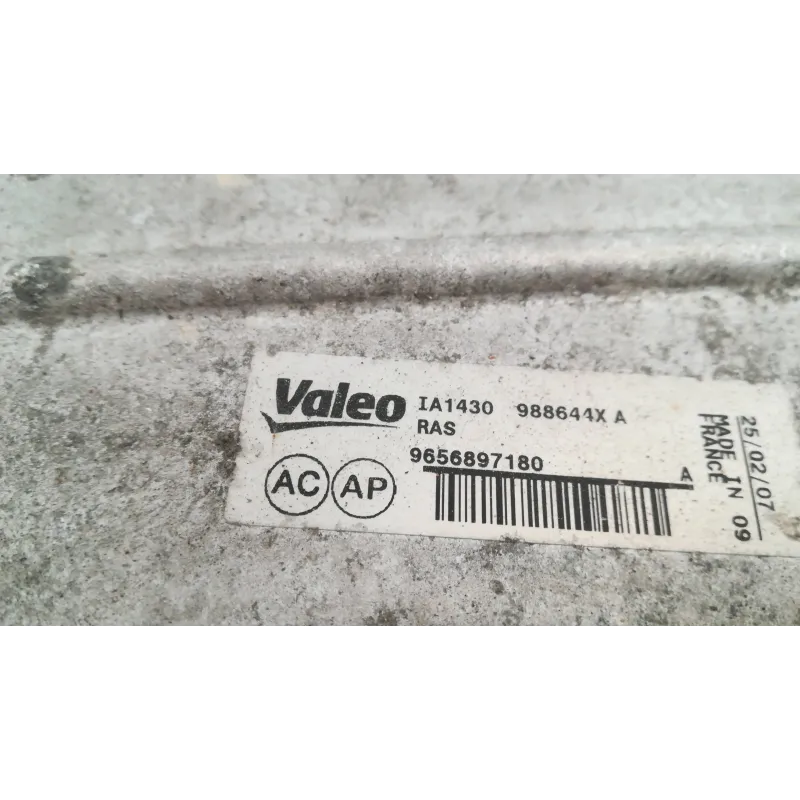 Valeo IA1430 988644X A
RAS
9656897180 A
AC AP
25/02/07
MADE IN 09
FRANCE